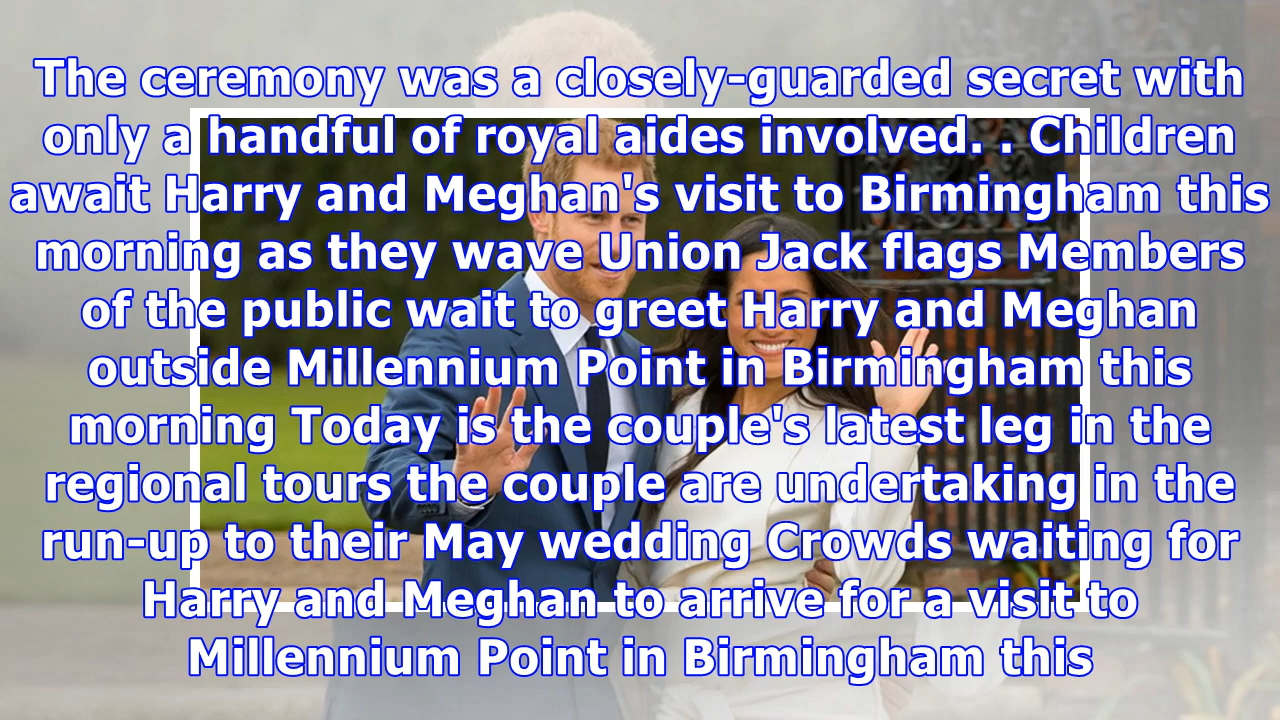 The ceremony was a closely-guarded secret with
only a handful of royal aides involved. . Children
await Harry and Meghan's visit to Birmingham this
morning as they wave Union Jack flags Members
of the public wait to greet Harry and Meghan
outside Millennium Point in Birmingham this
morning Today is the couple's latest leg in the
regional tours the couple are undertaking in the
run-up to their May wedding Crowds waiting for
Harry and Meghan to arrive for a visit to
Millennium Point in Birmingham this